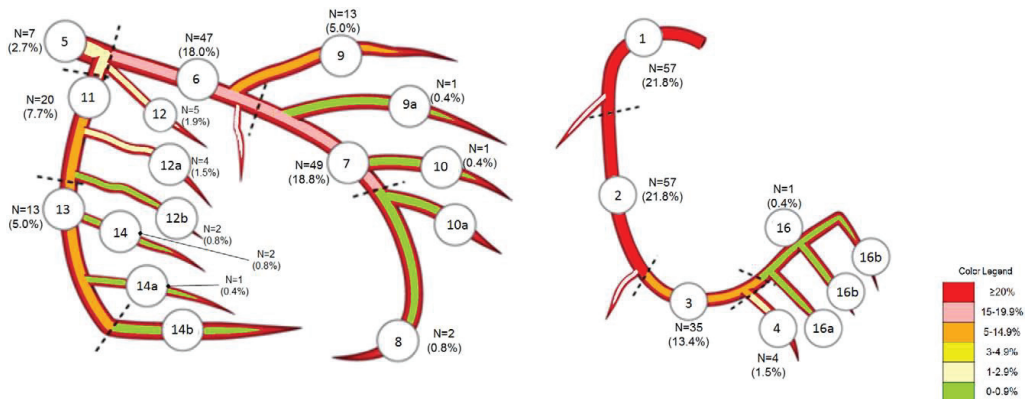 N=7
(2.7%)
5
N=47
(18.0%)
6
N=13
(5.0%)
9
N=1
(0.4%)
9a
N=20
(7.7%)
11
N=5
(1.9%)
12
N=4
(1.5%)
12a
N=49
(18.8%)
7
N=1
(0.4%)
10
N=13
(5.0%)
13
N=2
(0.8%)
12b
14
N=2
(0.8%)
10a
N=1
(0.4%)
14a
14b
N=2
(0.8%)
8
1
N=57
(21.8%)
2
N=57
(21.8%)
3
N=35
(13.4%)
N=1
(0.4%)
16
16b
16b
16a
4
N=4
(1.5%)
Color Legend
≥20%
15-19.9%
5-14.9%
3-4.9%
1-2.9%
0-0.9%